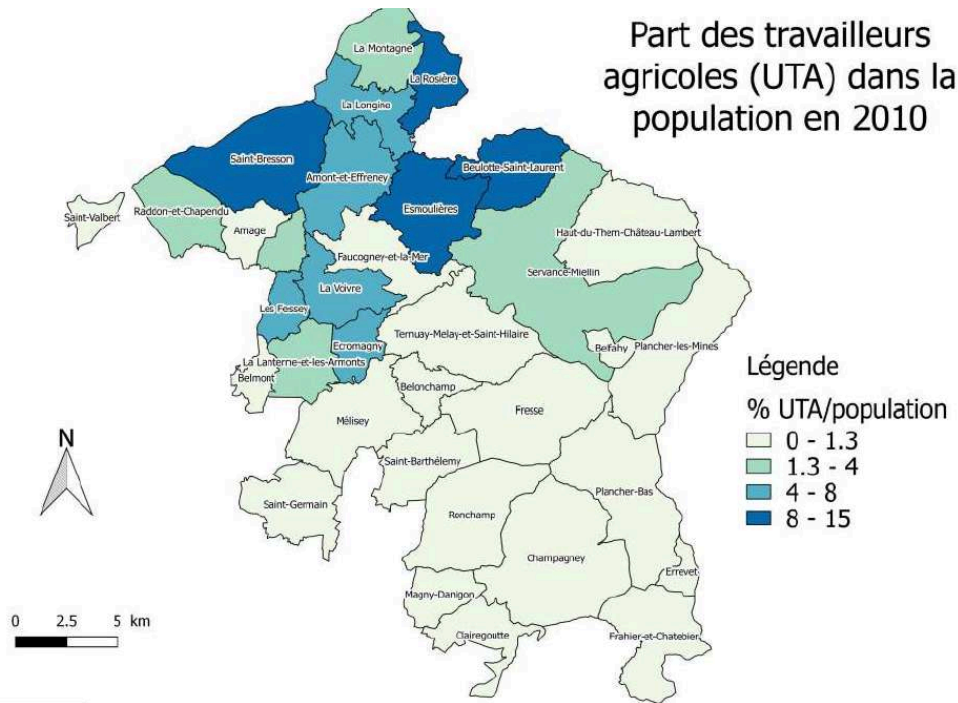 Part des travailleurs
agricoles (UTA) dans la
population en 2010
La Montagne
La Rosière
La Longine
Saint-Bresson
Beulotte-Saint-Laurent
Amont-et-Effreney
Esmoulières
Saint-Valbert
Raddon-et-Chapendu
Amage
Haut-du-Them-Château-Lambert
Faucogney-et-la-Mer
Servance-Miellin
La Voivre
Les Fessey
Ternuay-Melay-et-Saint-Hilaire
Ecromagny
Belfahy
Plancher-les-Mines
La Lanterne-et-les-Armonts
Belmont
Belonchamp
Fresse
Mélisey
Saint-Barthélemy
Saint-Germain
Plancher-Bas
Ronchamp
Champagney
Errevet
Magny-Danigon
Clairegoutte
Frahier-et-Chatebier
Légende
% UTA/population
0 - 1.3
1.3 - 4
4 - 8
8 - 15
N
0 2.5 5 km